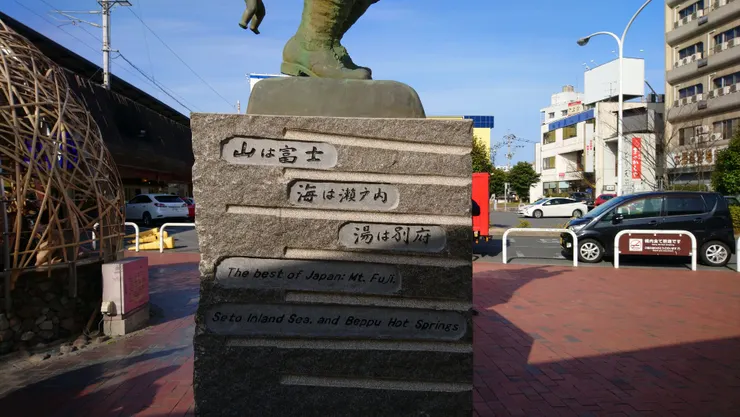 山は富士
海は瀬戸内
湯は別府
The best of Japan: Mt. Fuji.
Seto Inland Sea. and Beppu Hot Springs